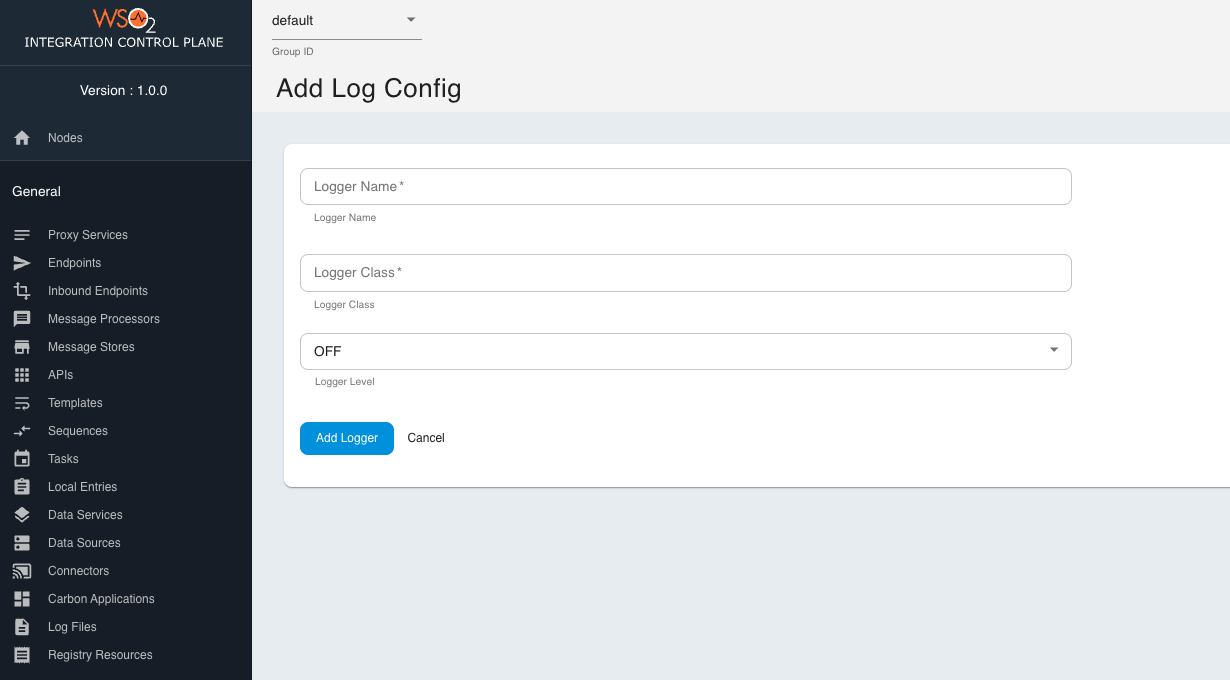 WSO2
INTEGRATION CONTROL PLANE
Version : 1.0.0
Nodes
General
Proxy Services
Endpoints
Inbound Endpoints
Message Processors
Message Stores
APIs
Templates
Sequences
Tasks
Local Entries
Data Services
Data Sources
Connectors
Carbon Applications
Log Files
Registry Resources
default
Group ID
Add Log Config
Logger Name*
Logger Name
Logger Class*
Logger Class
OFF
Logger Level
Add Logger Cancel